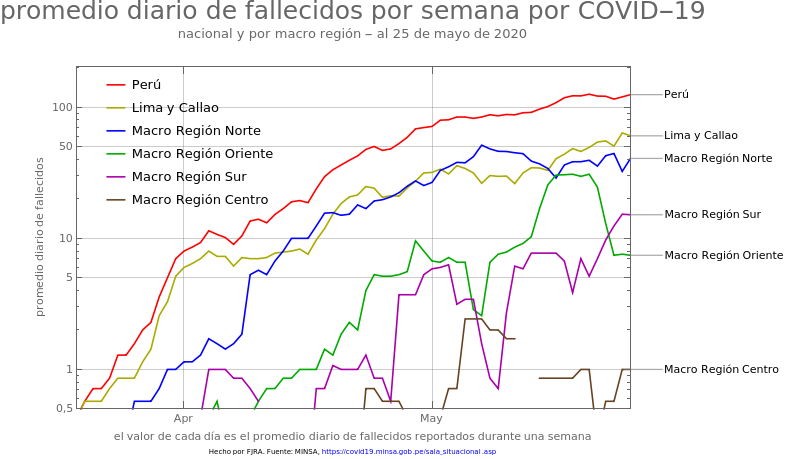 promedio diario de fallecidos por semana por COVID−19
nacional y por macro región − al 25 de mayo de 2020
Perú
Lima y Callao
Macro Región Norte
Macro Región Oriente
Macro Región Sur
Macro Región Centro
promedio diario de fallecidos
100
50
10
5
1
0,5
Apr
May
Perú
Lima y Callao
Macro Región Norte
Macro Región Sur
Macro Región Oriente
Macro Región Centro
el valor de cada día es el promedio diario de fallecidos reportados durante una semana
Hecho por FJRA. Fuente: MINSA, https://covid19.minsa.gob.pe/sala_situacional.asp